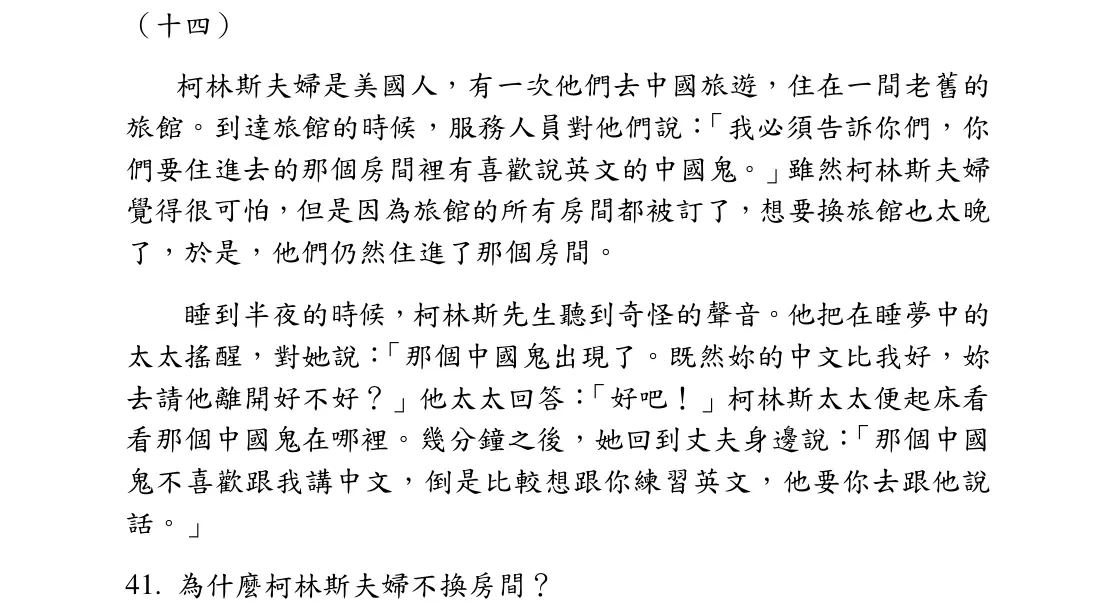 （十四）
柯林斯夫婦是美國人，有一次他們去中國旅遊，住在一間老舊的
旅館。到達旅館的時候，服務人員對他們說：「我必須告訴你們，你
們要住進去的那個房間裡有喜歡說英文的中國鬼。」雖然柯林斯夫婦
覺得很可怕，但是因為旅館的所有房間都被訂了，想要換旅館也太晚
了，於是，他們仍然住進了那個房間。
睡到半夜的時候，柯林斯先生聽到奇怪的聲音。他把在睡夢中的
太太搖醒，對她說：「那個中國鬼出現了。既然妳的中文比我好，妳
去請他離開好不好？」他太太回答：「好吧！」柯林斯太太便起床看
看那個中國鬼在哪裡。幾分鐘之後，她回到丈夫身邊說：「那個中國
鬼不喜歡跟我講中文，倒是比較想跟你練習英文，他要你去跟他說
話。」
41. 為什麼柯林斯夫婦不換房間？